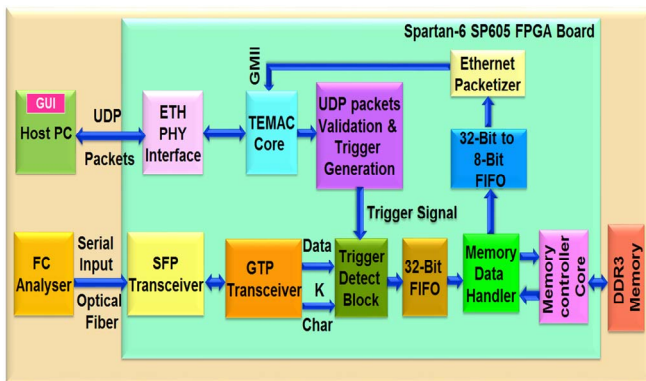 Spartan-6 SP605 FPGA Board
GUI
Host PC
UDP
Packets
ETH
PHY
Interface
GMII
TEMAC
Core
UDP packets
Validation &
Trigger
Generation
Ethernet
Packetizer
32-Bit to
8-Bit
FIFO
Trigger Signal
FC
Analyser
Serial
Input
Optical
Fiber
SFP
Transceiver
GTP
Transceiver
Data
K
Char
Trigger
Detect
Block
32-Bit
FIFO
Memory
Data
Handler
Memory
controller
Core
DDR3
Memory